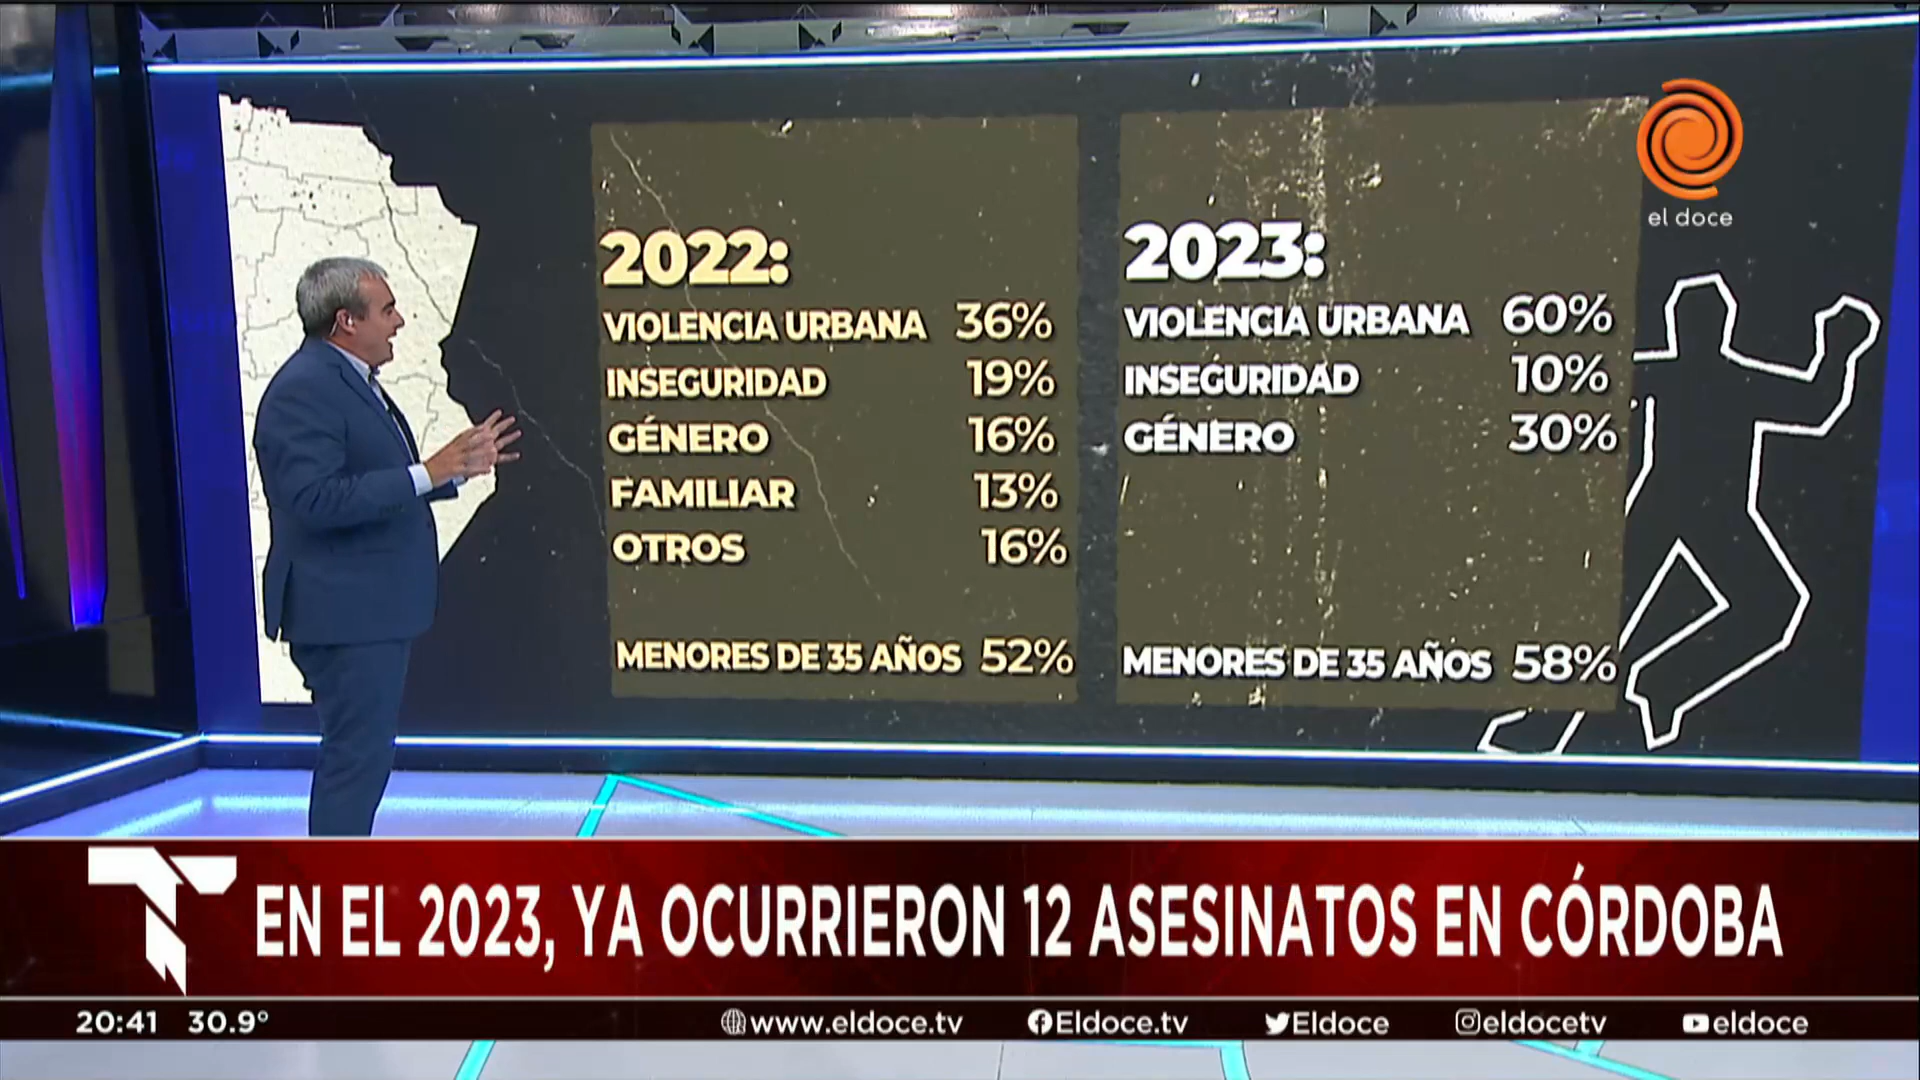 el doce
2022:
VIOLENCIA URBANA 36%
INSEGURIDAD 19%
GÉNERO 16%
FAMILIAR 13%
OTROS 16%
MENORES DE 35 AÑOS 52%
2023:
VIOLENCIA URBANA 60%
INSEGURIDAD 10%
GÉNERO 30%
MENORES DE 35 AÑOS 58%
EN EL 2023, YA OCURRIERON 12 ASESINATOS EN CÓRDOBA
20:41 30.9° www.eldoce.tv Eldoce.tv Eldoce eldocetv eldoce